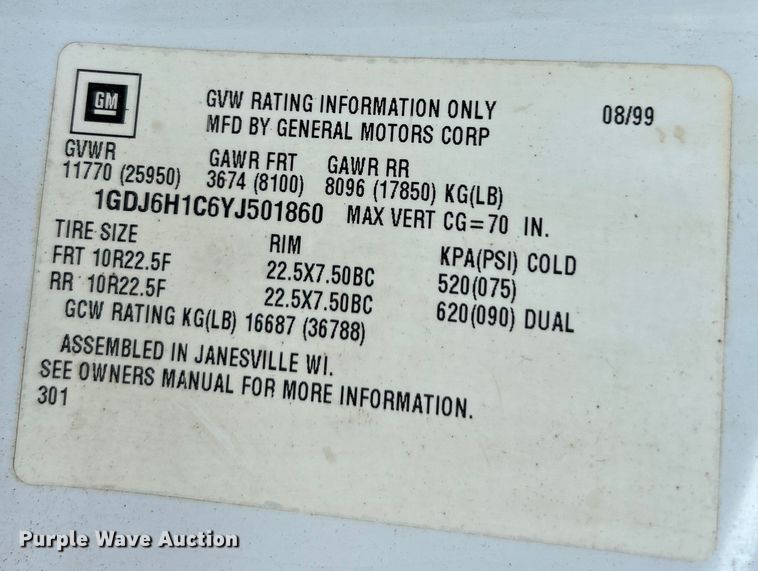 GM
GVW RATING INFORMATION ONLY 08/99
MFD BY GENERAL MOTORS CORP
GVWR GAWR FRT GAWR RR
11770 (25950) 3674 (8100) 8096 (17850) KG(LB)
1GDJ6H1C6YJ501860 MAX VERT CG=70 IN.
TIRE SIZE RIM KPA(PSI) COLD
FRT 10R22.5F 22.5X7.50BC 520(075)
RR 10R22.5F 22.5X7.50BC 620(090) DUAL
GCW RATING KG(LB) 16687 (36788)
ASSEMBLED IN JANESVILLE WI.
SEE OWNERS MANUAL FOR MORE INFORMATION.
301
Purple Wave Auction